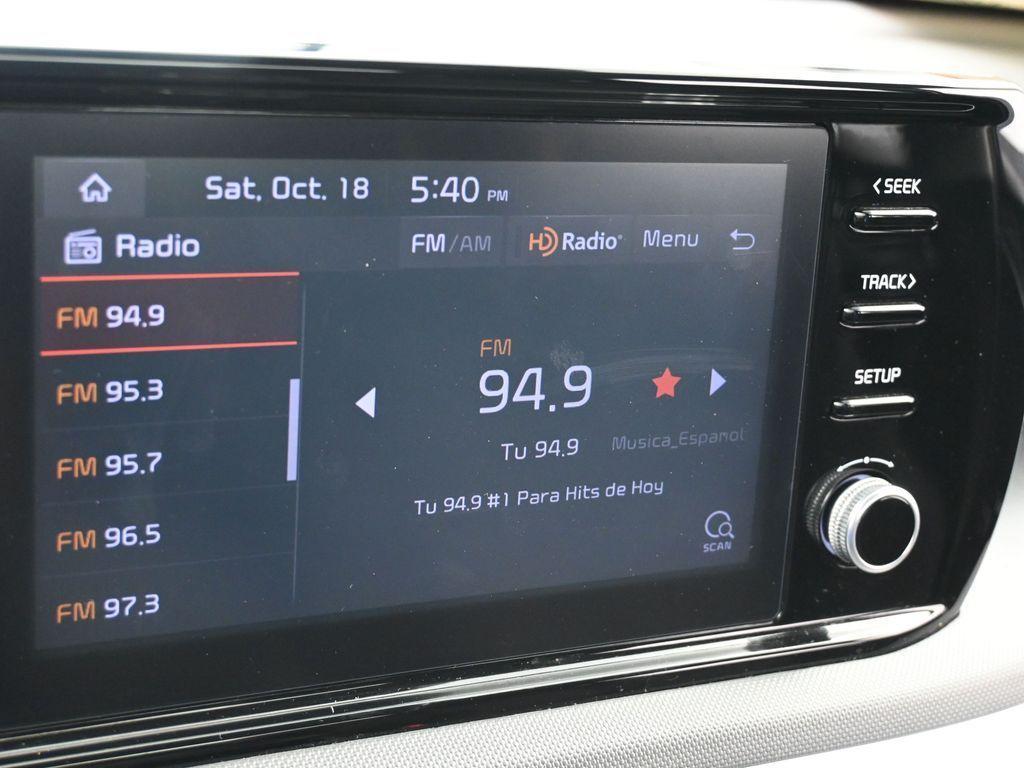 Sat, Oct. 18 5:40 PM
Radio FM/AM HD Radio Menu
FM 94.9
FM 95.3
FM 95.7
FM 96.5
FM 97.3
FM
94.9
Tu 94.9 Musica_Espanol
Tu 94.9 #1 Para Hits de Hoy
SCAN
<SEEK
TRACK>
SETUP